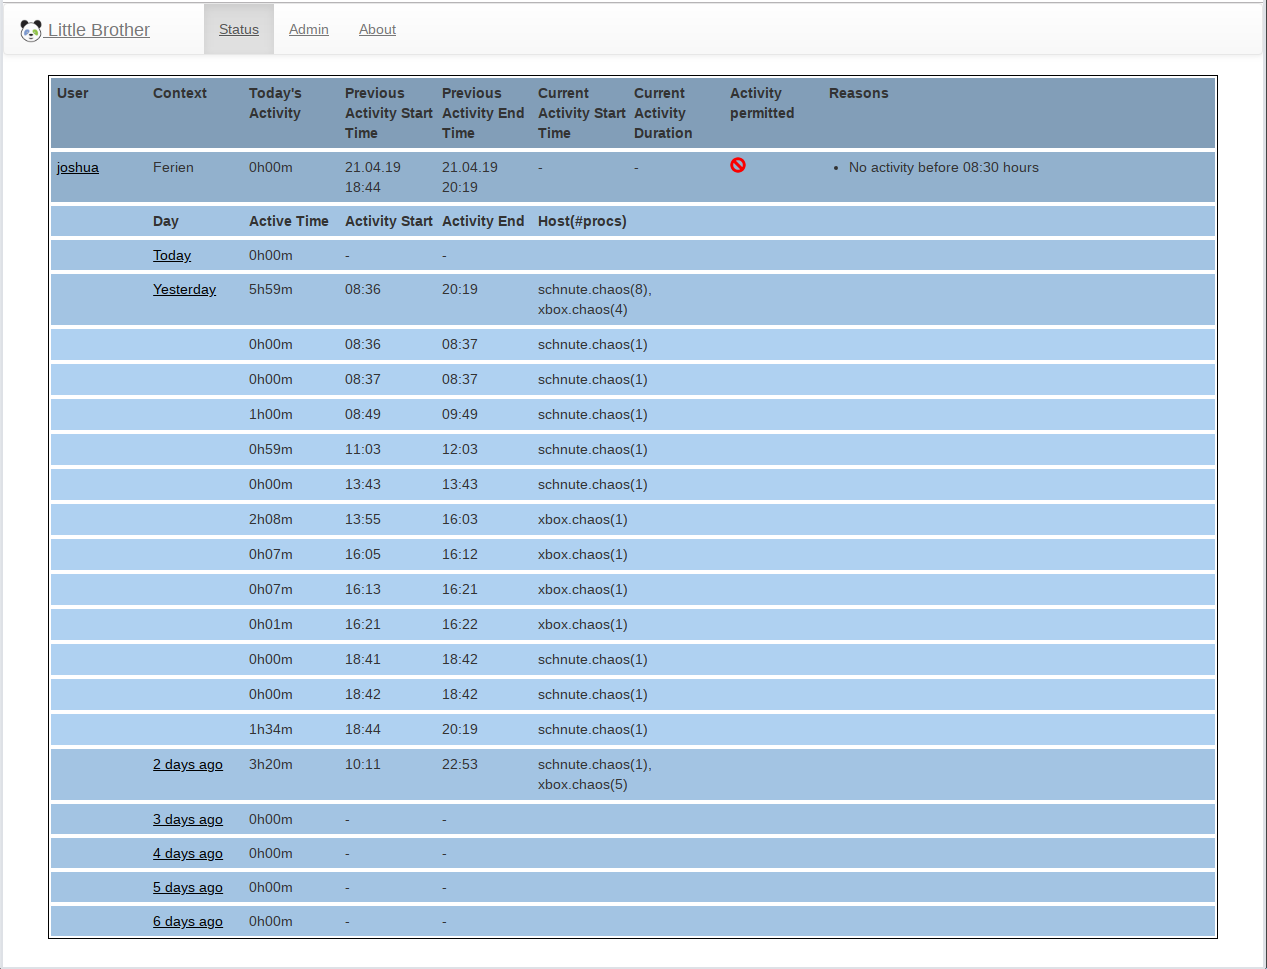 Little Brother Status Admin About
User Context Today's Activity Previous Activity Start Time Previous Activity End Time Current Activity Start Time Current Activity Duration Activity permitted Reasons
joshua Ferien 0h00m 21.04.19 18:44 21.04.19 20:19 - - • No activity before 08:30 hours
Day Active Time Activity Start Activity End Host(#procs)
Today 0h00m - -
Yesterday 5h59m 08:36 20:19 schnute.chaos(8), xbox.chaos(4)
0h00m 08:36 08:37 schnute.chaos(1)
0h00m 08:37 08:37 schnute.chaos(1)
1h00m 08:49 09:49 schnute.chaos(1)
0h59m 11:03 12:03 schnute.chaos(1)
0h00m 13:43 13:43 schnute.chaos(1)
2h08m 13:55 16:03 xbox.chaos(1)
0h07m 16:05 16:12 xbox.chaos(1)
0h07m 16:13 16:21 xbox.chaos(1)
0h01m 16:21 16:22 xbox.chaos(1)
0h00m 18:41 18:42 schnute.chaos(1)
0h00m 18:42 18:42 schnute.chaos(1)
1h34m 18:44 20:19 schnute.chaos(1)
2 days ago 3h20m 10:11 22:53 schnute.chaos(1), xbox.chaos(5)
3 days ago 0h00m - -
4 days ago 0h00m - -
5 days ago 0h00m - -
6 days ago 0h00m - -